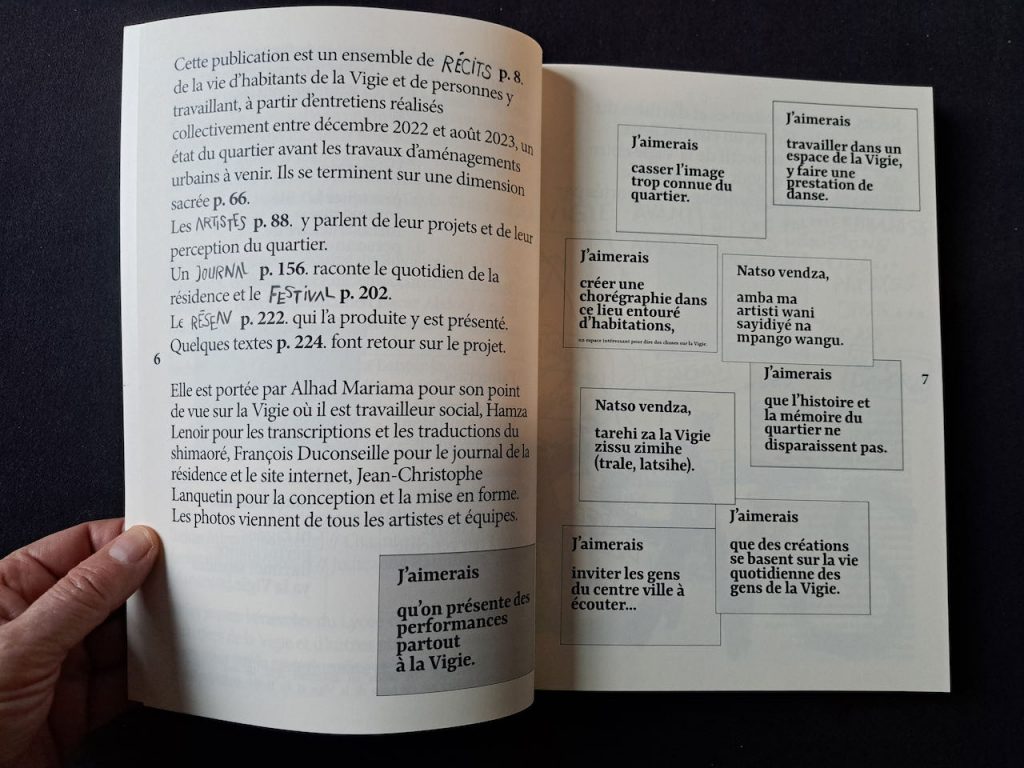 Cette publication est un ensemble de RÉCITS p. 8.
de la vie d'habitants de la Vigie et de personnes y
travaillant, à partir d'entretiens réalisés
collectivement entre décembre 2022 et août 2023, un
état du quartier avant les travaux d'aménagements
urbains à venir. Ils se terminent sur une dimension
sacrée p. 66.
Les ARTISTES p. 88. y parlent de leur projets et de leur
perception du quartier.
Un JOURNAL p. 156. raconte le quotidien de la
résidence et le FESTIVAL p. 202.
Le RÉSEAU p. 222. qui l'a produite y est présenté.
Quelques textes p. 224. font retour sur le projet.
6
Elle est portée par Alhad Mariama pour son point
de vue sur la Vigie où il est travailleur social, Hamza
Lenoir pour les transcriptions et les traductions du
shimaoré, François Duconseille pour le journal de la
résidence et le site internet, Jean-Christophe
Lanquetin pour la conception et la mise en forme.
Les photos viennent de tous les artistes et équipes.
J'aimerais
qu'on présente des
performances
partout
à la Vigie.
J'aimerais
casser l'image
trop connue du
quartier.
J'aimerais
travailler dans un
espace de la Vigie,
y faire une
prestation de
danse.
J'aimerais
créer une
chorégraphie dans
ce lieu entouré
d'habitations,
un espace intéressant pour dire des choses sur la Vigie.
Natso vendza,
amba ma
artisti wani
sayidiyé na
mpango wangu.
J'aimerais
que l'histoire et
la mémoire du
quartier ne
disparaissent pas.
7
Natso vendza,
tarehi za la Vigie
zissu zimihe
(trale, latsihe).
J'aimerais
inviter les gens
du centre ville à
écouter...
J'aimerais
que des créations
se basent sur la vie
quotidienne des
gens de la Vigie.